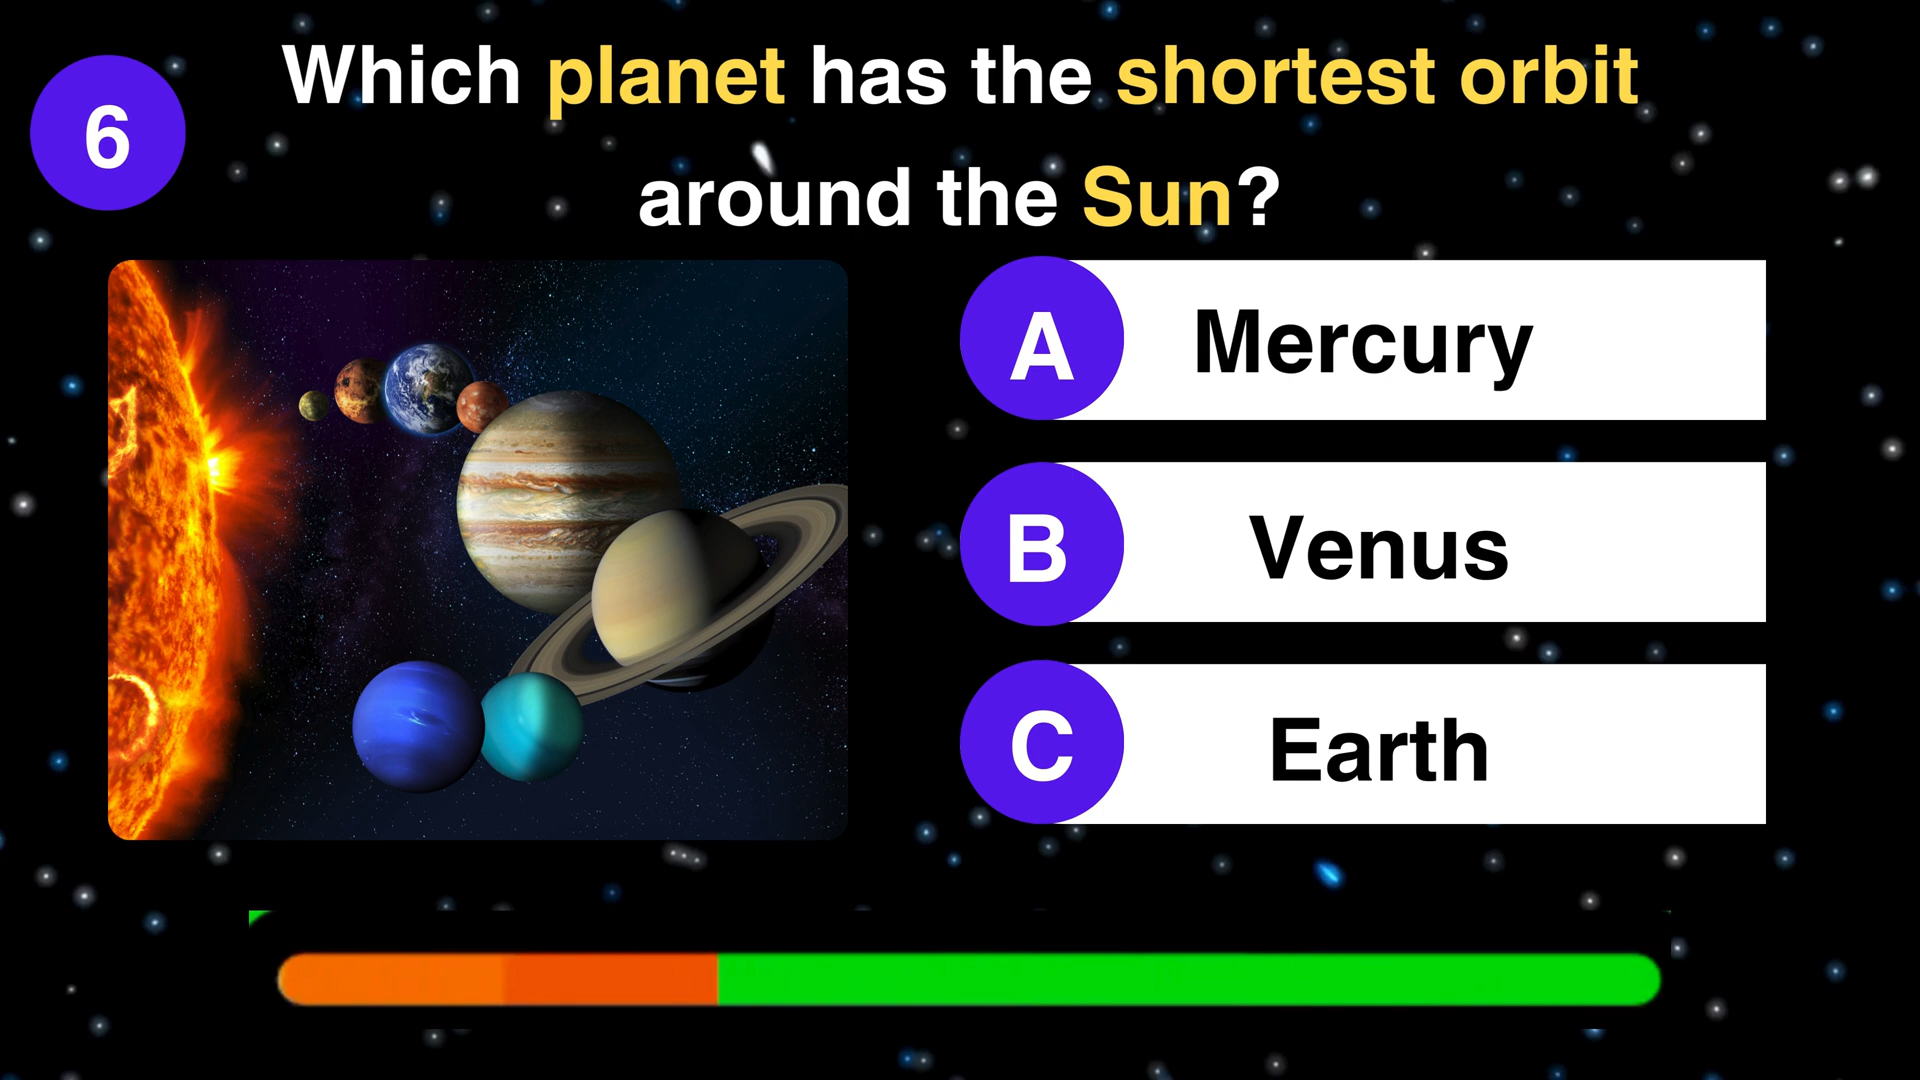 6
Which planet has the shortest orbit
around the Sun?
A Mercury
B Venus
C Earth